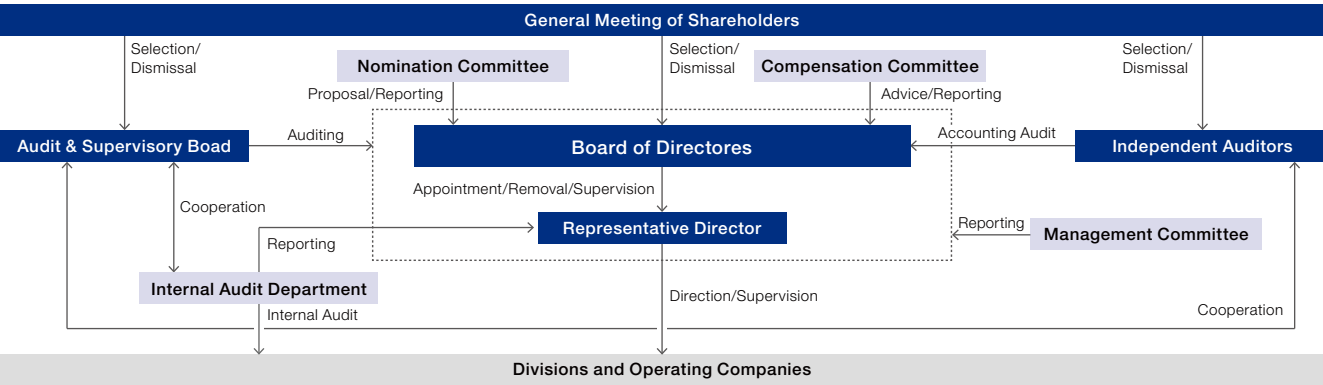 General Meeting of Shareholders
Selection/
Dismissal
Nomination Committee
Selection/
Dismissal
Compensation Committee
Selection/
Dismissal
Proposal/Reporting
Advice/Reporting
Audit & Supervisory Boad
Auditing
Board of Directores
Accounting Audit
Independent Auditors
Appointment/Removal/Supervision
Cooperation
Reporting
Representative Director
Reporting
Management Committee
Internal Audit Department
Internal Audit
Direction/Supervision
Cooperation
Divisions and Operating Companies